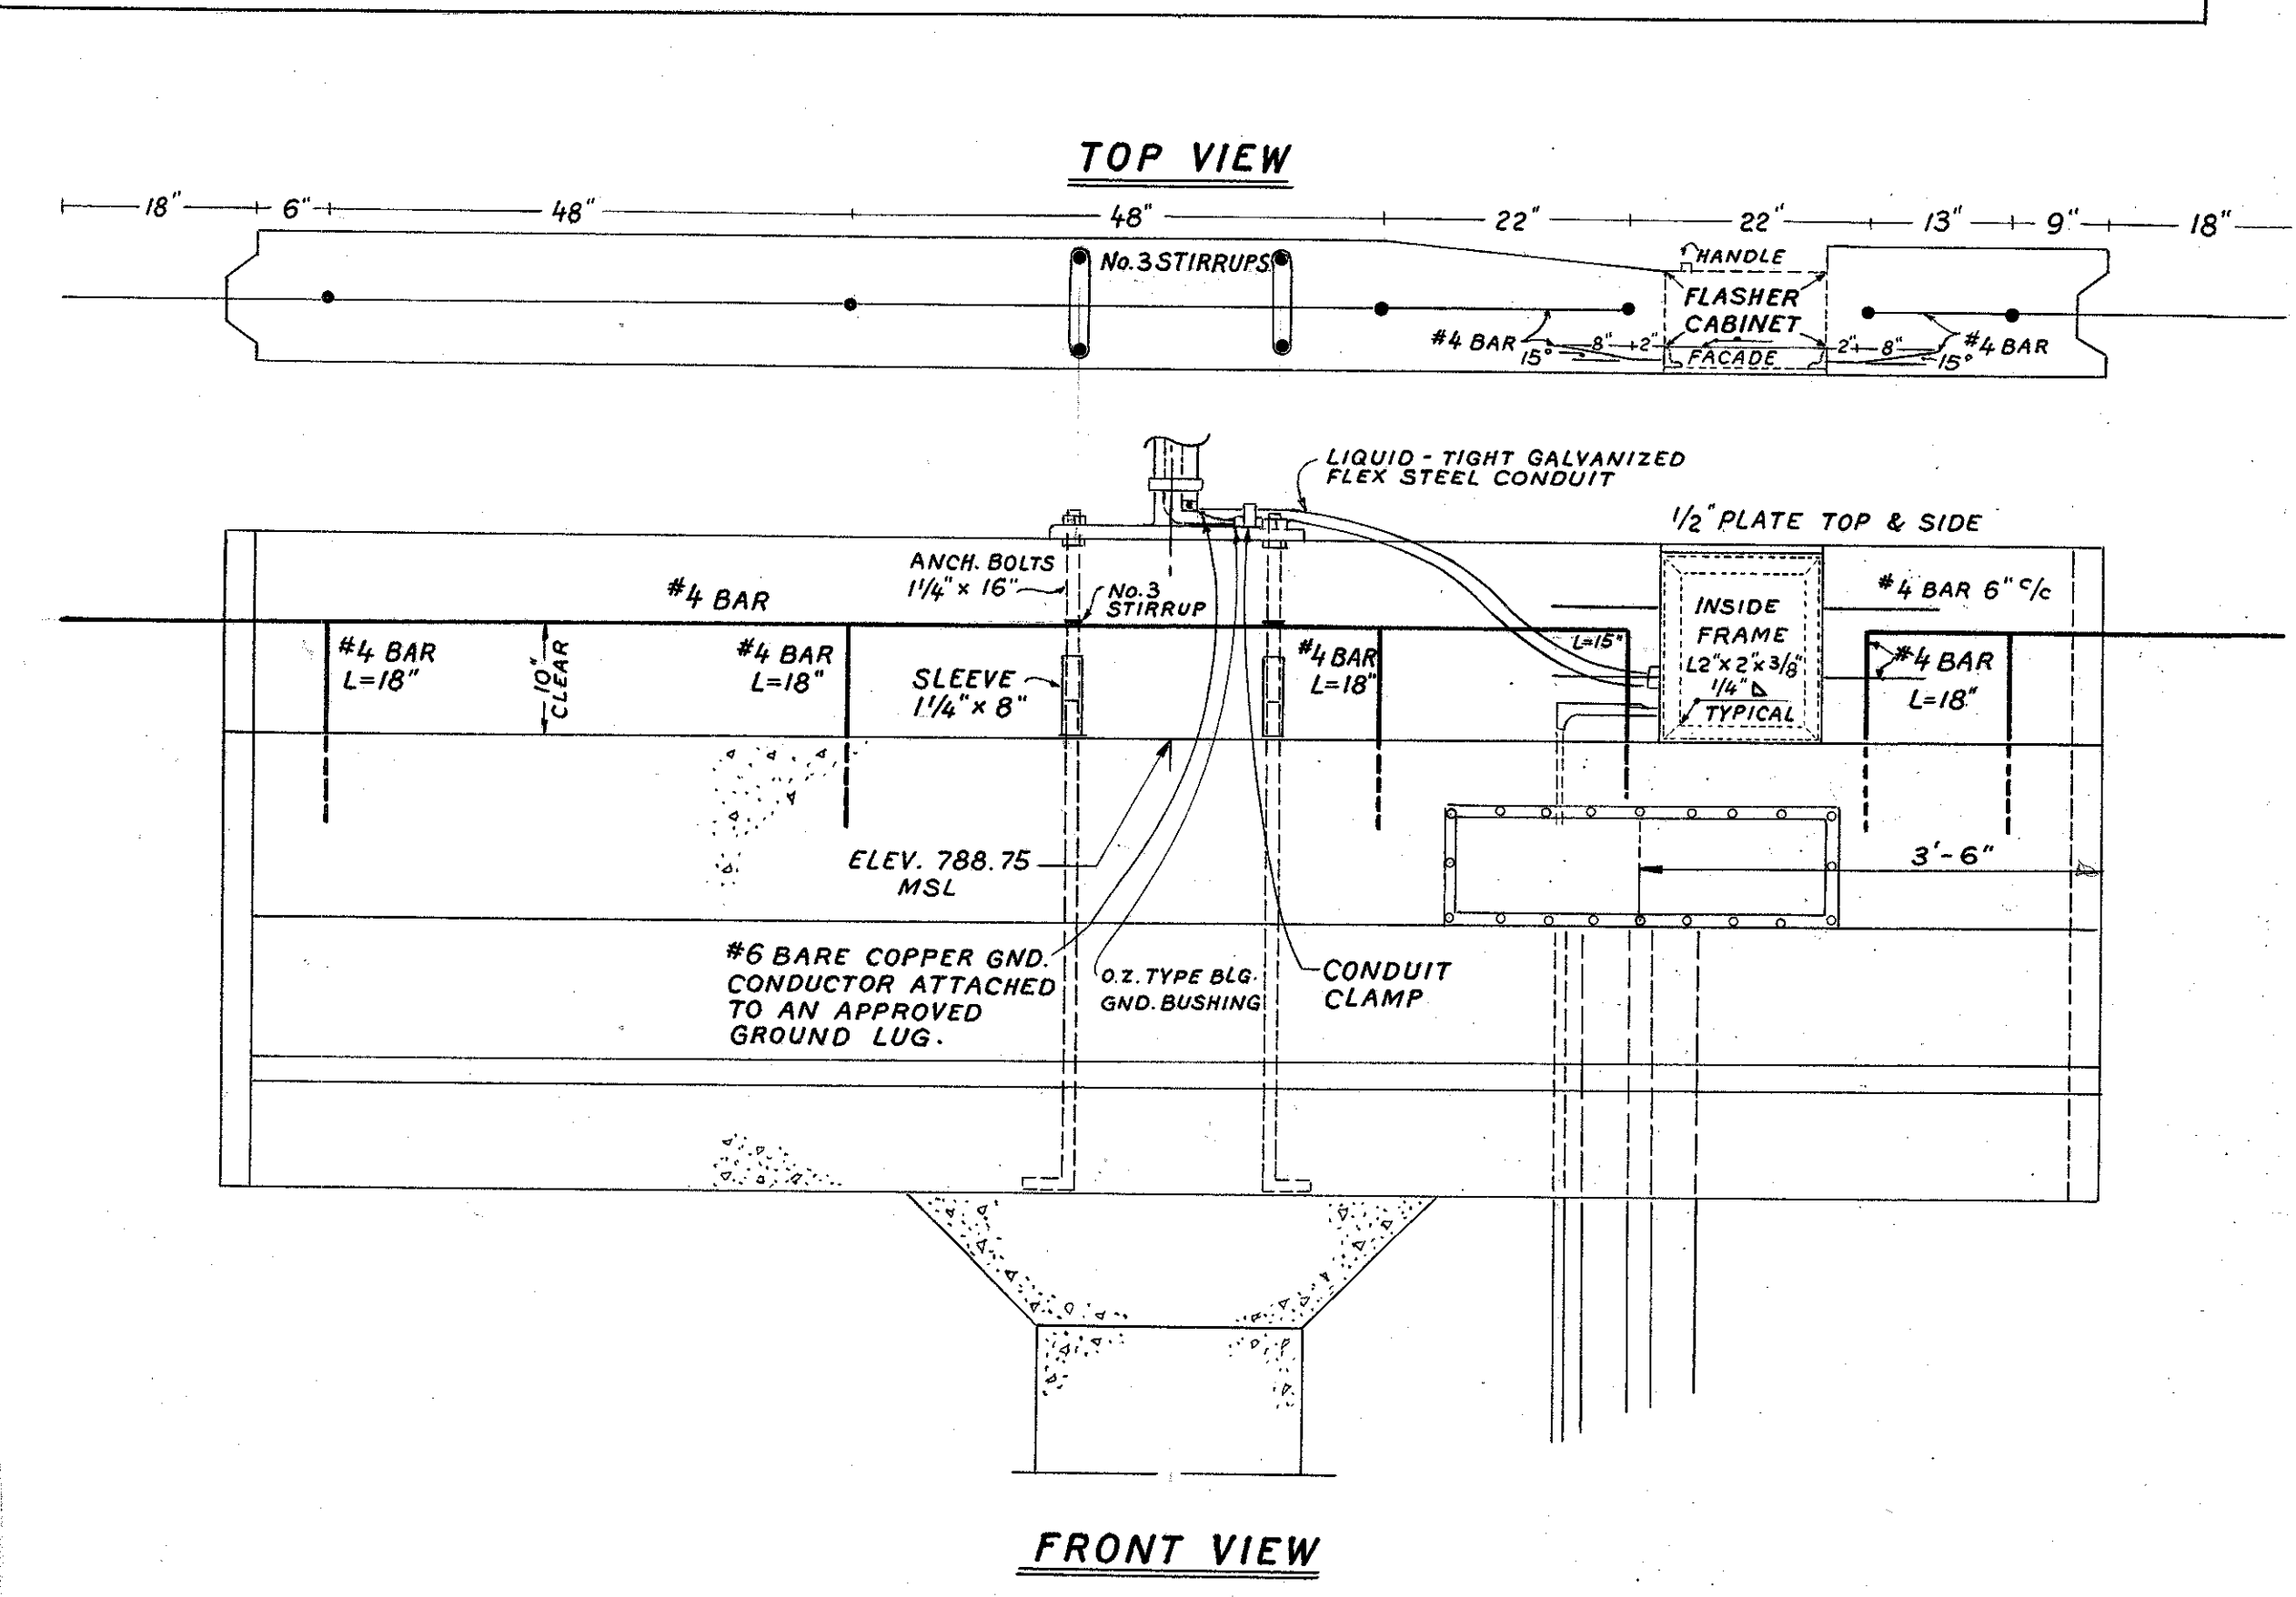 TOP VIEW
18" 6" 48" 48" 22" 22" 13" 9" 18"
No.3 STIRRUPS
HANDLE
FLASHER
CABINET
#4 BAR 8" 2"
15°
FACADE
2" 8" #4 BAR
15°
LIQUID - TIGHT GALVANIZED
FLEX STEEL CONDUIT
1/2" PLATE TOP & SIDE
ANCH. BOLTS
1 1/4" x 16"
No.3
STIRRUP
#4 BAR
#4 BAR 6" c/c
INSIDE
FRAME
L2"x2"x3/8"
1/4"
TYPICAL
#4 BAR
L=18"
10"
CLEAR
#4 BAR
L=18"
SLEEVE
1 1/4" x 8"
#4 BAR
L=18"
L=15"
#4 BAR
L=18"
ELEV. 788.75
MSL
3'-6"
#6 BARE COPPER GND.
CONDUCTOR ATTACHED
TO AN APPROVED
GROUND LUG.
O.Z. TYPE BLG.
GND. BUSHING
CONDUIT
CLAMP
FRONT VIEW